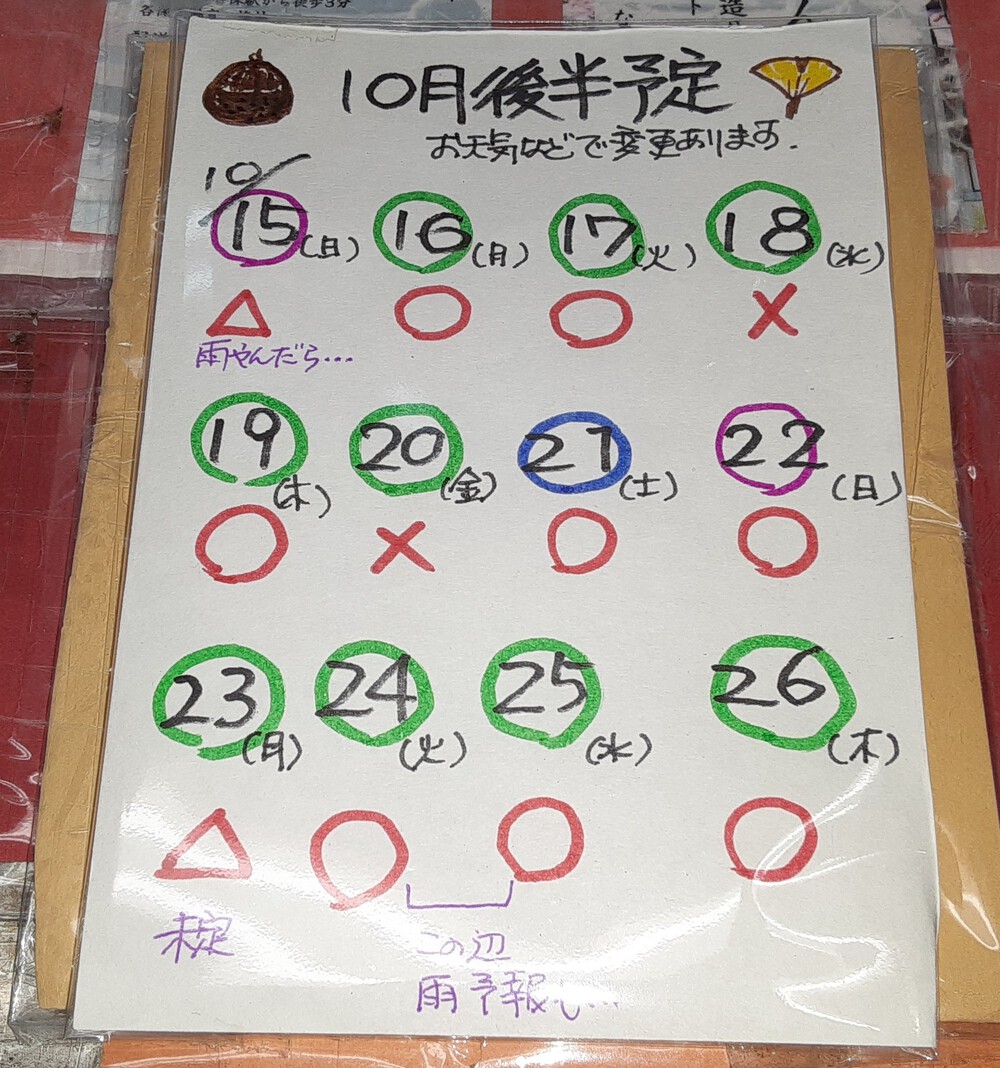 10月後半予定
お天気などで変更あります.
10/15(日) 16(月) 17(火) 18(水)
△ ○ ○ ×
雨やんだら...
19(木) 20(金) 21(土) 22(日)
○ × ○ ○
23(月) 24(火) 25(水) 26(木)
△ ○ ○ ○
未定 この辺
雨予報も...